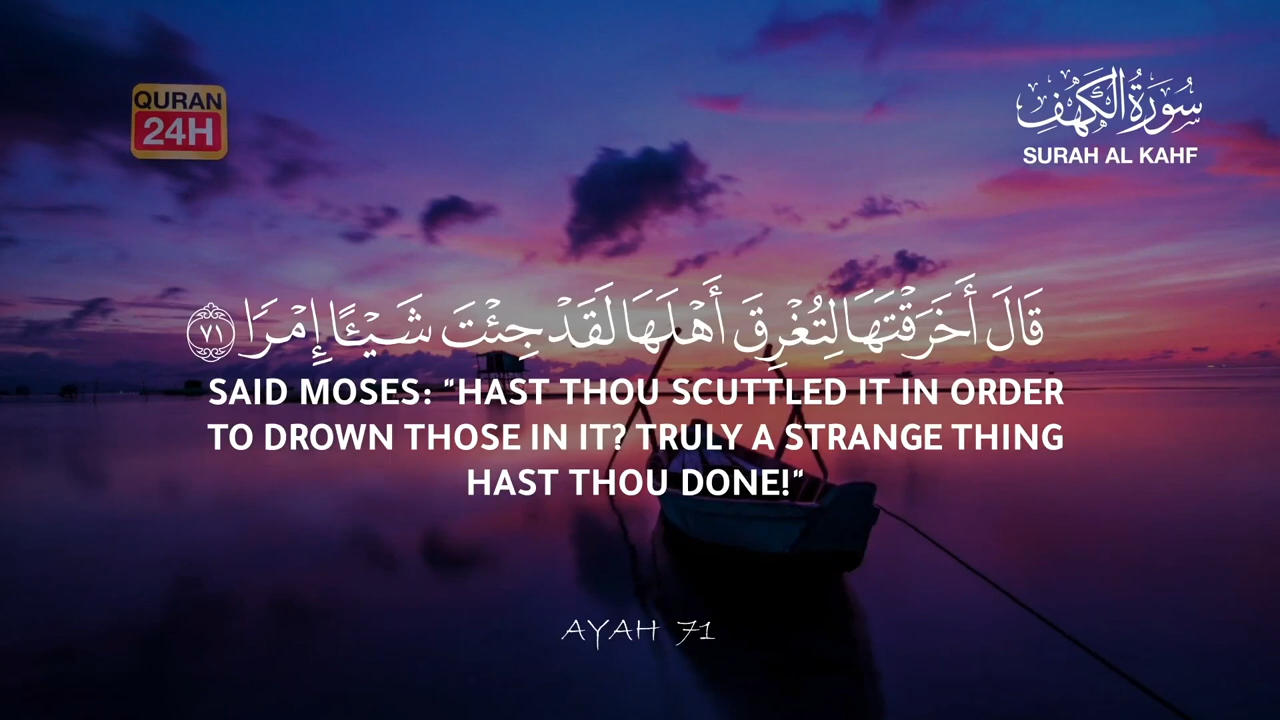 QURAN
24H
سُورَةُ الْكَهْفِ
SURAH AL KAHF
قَالَ أَخَرَقْتَهَا لِتُغْرِقَ أَهْلَهَا لَقَدْ جِئْتَ شَيْـًٔا إِمْرًا ٧١
SAID MOSES: "HAST THOU SCUTTLED IT IN ORDER
TO DROWN THOSE IN IT? TRULY A STRANGE THING
HAST THOU DONE!"
AYAH 71